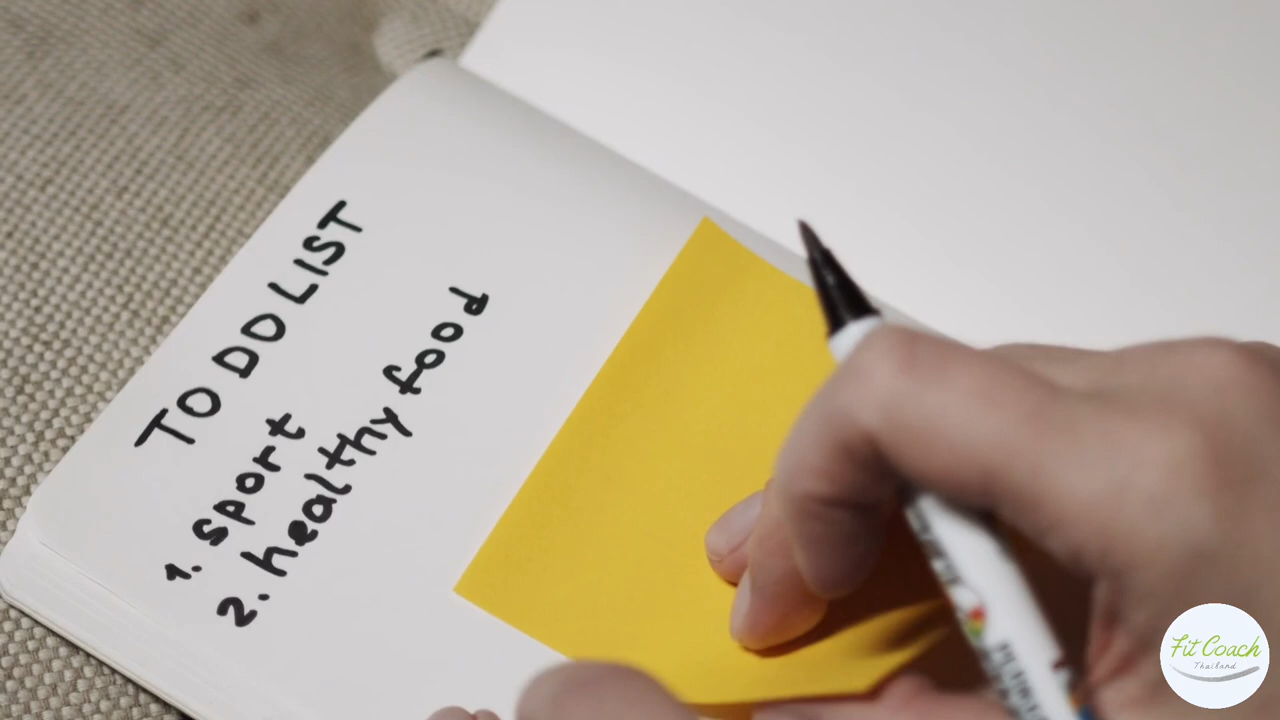 TO DO LIST
1. sport
2. healthy food
Fit Coach
Thailand